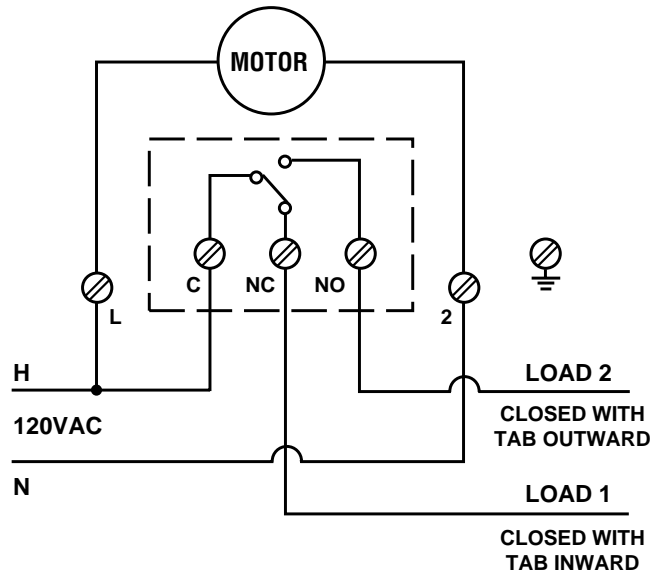 MOTOR
C
NC
NO
L
2
H
LOAD 2
120VAC
CLOSED WITH
TAB OUTWARD
N
LOAD 1
CLOSED WITH
TAB INWARD